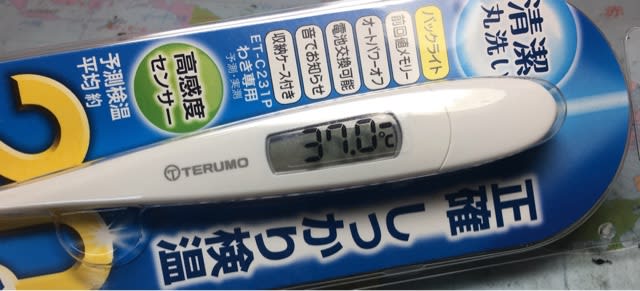 清潔
丸洗い
バックライト
前回値メモリー
オートパワーオフ
電池交換可能
音でお知らせ
収納ケース付き
ET-C231P
わき専用
予測/実測
高感度
センサー
予測検温
平均約
TERUMO
37.0℃
正確
しっかり検温